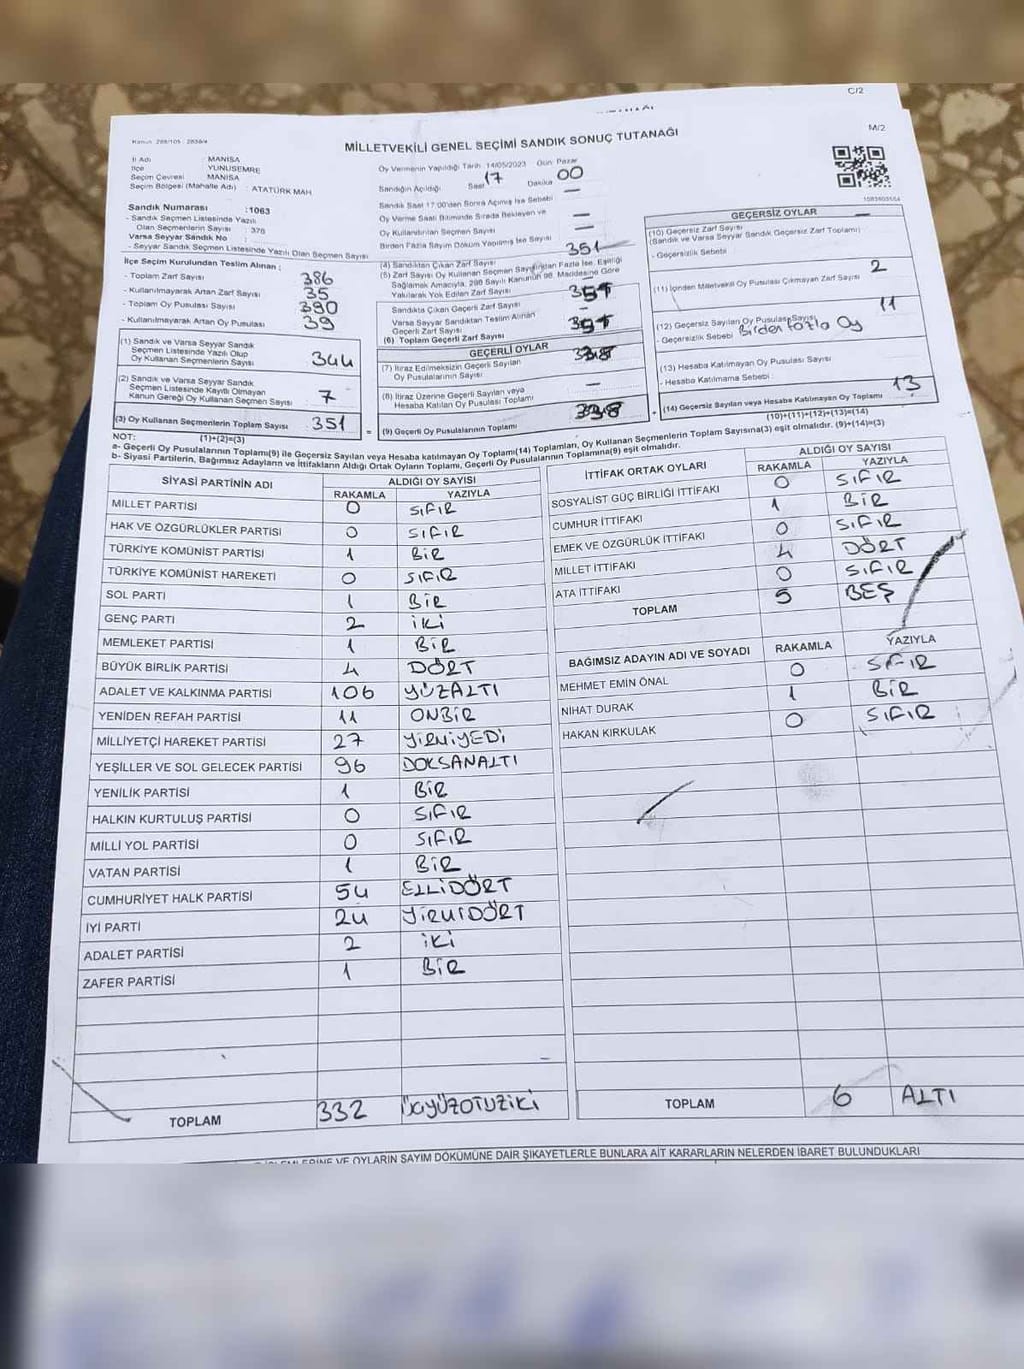 C/2
M/2
MİLLETVEKİLİ GENEL SEÇİMİ SANDIK SONUÇ TUTANAĞI
İl Adı : MANİSA
İlçe : YUNUSEMRE
Seçim Çevresi : MANİSA
Seçim Bölgesi (Mahalle Adı) : ATATÜRK MAH
Oy Vermenin Yapıldığı Tarih 14/05/2023 Gün Pazar
Sandığın Açıldığı Saat 17 Dakika 00
Sandık Saat 17:00'den Sonra Açılmış İse Sebebi —
Oy Verme Saati Bitiminde Sırada Bekleyen ve
Oy Kullandırılan Seçmen Sayısı —
Birden Fazla Sayım Döküm Yapılmış İse Sayısı —
Sandık Numarası : 1063
- Sandık Seçmen Listesinde Yazılı
Olan Seçmenlerin Sayısı : 376
Varsa Seyyar Sandık No :
- Seyyar Sandık Seçmen Listesinde Yazılı Olan Seçmen Sayısı
İlçe Seçim Kurulundan Teslim Alınan ;
- Toplam Zarf Sayısı 386
- Kullanılmayarak Artan Zarf Sayısı 35
- Toplam Oy Pusulası Sayısı 390
- Kullanılmayarak Artan Oy Pusulası 39
(1) Sandık ve Varsa Seyyar Sandık
Seçmen Listesinde Yazılı Olup
Oy Kullanan Seçmenlerin Sayısı 344
(2) Sandık ve Varsa Seyyar Sandık
Seçmen Listesinde Kayıtlı Olmayan
Kanun Gereği Oy Kullanan Seçmen Sayısı 7
(3) Oy Kullanan Seçmenlerin Toplam Sayısı 351
(1)+(2)=(3)
(4) Sandıktan Çıkan Zarf Sayısı 351
(5) Zarf Sayısı Oy Kullanan Seçmen Sayısından Fazla İse, Eşitliği
Sağlamak Amacıyla, 298 Sayılı Kanunun 98. Maddesine Göre
Yakılarak Yok Edilen Zarf Sayısı
Sandıkta Çıkan Geçerli Zarf Sayısı 351
Varsa Seyyar Sandıktan Teslim Alınan
Geçerli Zarf Sayısı
(6) Toplam Geçerli Zarf Sayısı 351
GEÇERLİ OYLAR
(7) İtiraz Edilmeksizin Geçerli Sayılan
Oy Pusulalarının Sayısı 338
(8) İtiraz Üzerine Geçerli Sayılan veya
Hesaba Katılan Oy Pusulası Toplamı —
(9) Geçerli Oy Pusulalarının Toplamı 338
GEÇERSİZ OYLAR
(10) Geçersiz Zarf Sayısı —
(Sandık ve Varsa Seyyar Sandık Geçersiz Zarf Toplamı)
- Geçersizlik Sebebi
(11) İçinden Milletvekili Oy Pusulası Çıkmayan Zarf Sayısı 2
(12) Geçersiz Sayılan Oy Pusulası Sayısı 11
- Geçersizlik Sebebi Birden fazla Oy
(13) Hesaba Katılmayan Oy Pusulası Sayısı
- Hesaba Katılmama Sebebi
(14) Geçersiz Sayılan veya Hesaba Katılmayan Oy Toplamı 13
(10)+(11)+(12)+(13)=(14)
NOT:
a- Geçerli Oy Pusulalarının Toplamı(9) ile Geçersiz Sayılan veya Hesaba katılmayan Oy Toplamı(14) Toplamları, Oy Kullanan Seçmenlerin Toplam Sayısına(3) eşit olmalıdır. (9)+(14)=(3)
b- Siyasi Partilerin, Bağımsız Adayların ve İttifakların Aldığı Ortak Oyların Toplamı, Geçerli Oy Pusulalarının Toplamına(9) eşit olmalıdır.
SİYASİ PARTİNİN ADI ALDIĞI OY SAYISI
RAKAMLA YAZIYLA
MİLLET PARTİSİ 0 SIFIR
HAK VE ÖZGÜRLÜKLER PARTİSİ 0 SIFIR
TÜRKİYE KOMÜNİST PARTİSİ 1 BİR
TÜRKİYE KOMÜNİST HAREKETİ 0 SIFIR
SOL PARTİ 1 BİR
GENÇ PARTİ 2 İKİ
MEMLEKET PARTİSİ 1 BİR
BÜYÜK BİRLİK PARTİSİ 4 DÖRT
ADALET VE KALKINMA PARTİSİ 106 YÜZALTI
YENİDEN REFAH PARTİSİ 11 ONBİR
MİLLİYETÇİ HAREKET PARTİSİ 27 YİRMİYEDİ
YEŞİLLER VE SOL GELECEK PARTİSİ 96 DOKSANALTI
YENİLİK PARTİSİ 1 BİR
HALKIN KURTULUŞ PARTİSİ 0 SIFIR
MİLLİ YOL PARTİSİ 0 SIFIR
VATAN PARTİSİ 1 BİR
CUMHURİYET HALK PARTİSİ 54 ELLİDÖRT
İYİ PARTİ 24 YİRMİDÖRT
ADALET PARTİSİ 2 İKİ
ZAFER PARTİSİ 1 BİR
TOPLAM 332 ÜÇYÜZOTUZİKİ
İTTİFAK ORTAK OYLARI ALDIĞI OY SAYISI
RAKAMLA YAZIYLA
SOSYALİST GÜÇ BİRLİĞİ İTTİFAKI 0 SIFIR
CUMHUR İTTİFAKI 1 BİR
EMEK VE ÖZGÜRLÜK İTTİFAKI 0 SIFIR
MİLLET İTTİFAKI 4 DÖRT
ATA İTTİFAKI 0 SIFIR
TOPLAM 5 BEŞ
BAĞIMSIZ ADAYIN ADI VE SOYADI RAKAMLA YAZIYLA
MEHMET EMİN ÖNAL 0 SIFIR
NİHAT DURAK 1 BİR
HAKAN KIRKULAK 0 SIFIR
TOPLAM 6 ALTI
VE OYLARIN SAYIM DÖKÜMÜNE DAİR ŞİKAYETLERLE BUNLARA AİT KARARLARIN NELERDEN İBARET BULUNDUKLARI